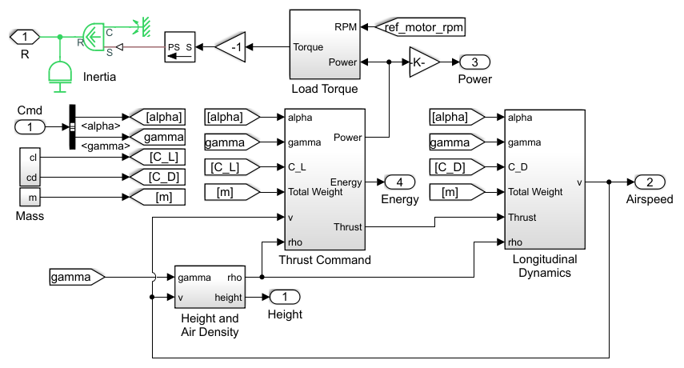 1
R
C
R
S
Inertia
PS S
-1
Torque
RPM
Power
Load Torque
ref_motor_rpm
-K-
3
Power
Cmd
1
<alpha>
<gamma>
[alpha]
gamma
[C_L]
[C_D]
[m]
cl
cd
m
Mass
[alpha]
gamma
[C_L]
[m]
alpha
gamma
C_L
Total Weight
v
rho
Power
Energy
Thrust
Thrust Command
4
Energy
[alpha]
gamma
[C_D]
[m]
alpha
gamma
C_D
Total Weight
Thrust
rho
v
Longitudinal
Dynamics
2
Airspeed
gamma
gamma
v
rho
height
Height and
Air Density
1
Height